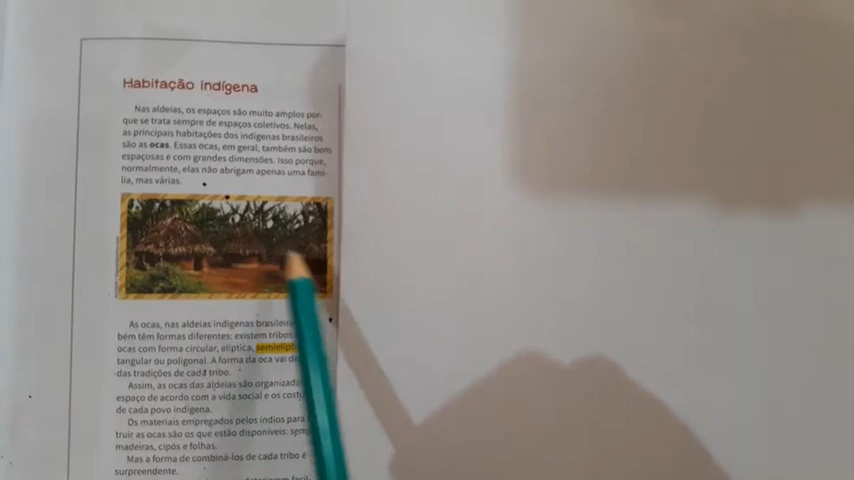 Habitação indígena
Nas aldeias, os espaços são muito amplos por-
que se trata sempre de espaços coletivos. Nelas,
as principais habitações dos indígenas brasileiros
são as ocas. Essas ocas, em geral, também são bem
espaçosas e com grandes dimensões. Isso porque,
normalmente, elas não abrigam apenas uma famí-
lia, mas várias.
As ocas, nas aldeias indígenas brasileira
bém têm formas diferentes: existem tribos
ocas com forma circular, elíptica, semielípti
tangular ou poligonal. A forma da oca vai de
das tradições de cada tribo.
Assim, as ocas das aldeias são organizada
espaço de acordo com a vida social e os costu
de cada povo indígena.
Os materiais empregados pelos índios para
truir as ocas são os que estão disponíveis: semp
madeiras, cipós e folhas.
Mas a forma de combiná-los de cada tribo é
surpreendente.